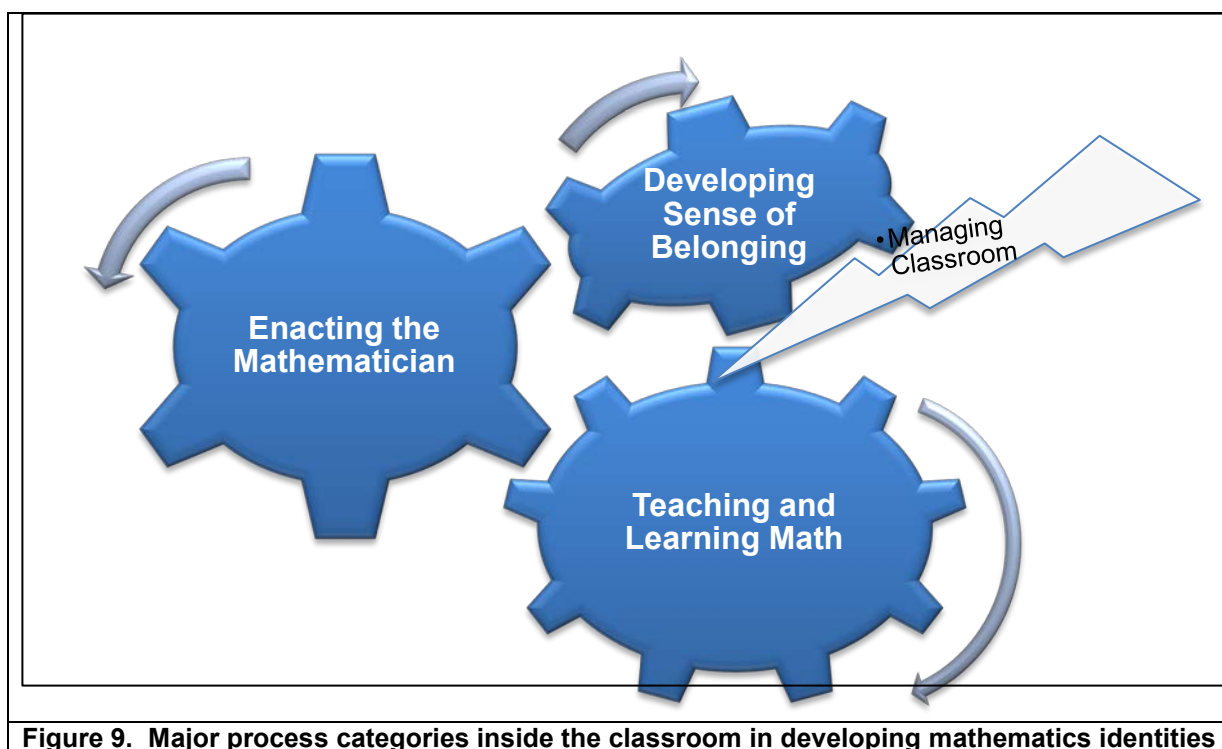 Developing
Sense of
Belonging
•Managing
Classroom
Enacting the
Mathematician
Teaching and
Learning Math
Figure 9.  Major process categories inside the classroom in developing mathematics identities